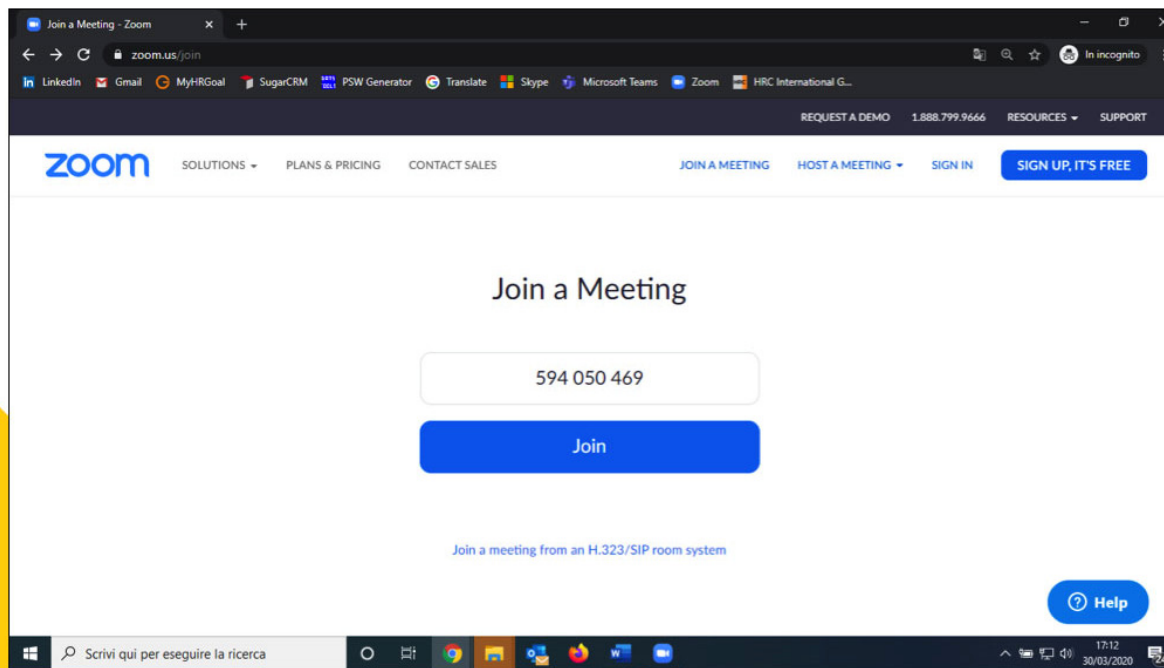 Join a Meeting - Zoom
zoom.us/join
In incognito
LinkedIn Gmail MyHRGoal SugarCRM PSW Generator Translate Skype Microsoft Teams Zoom HRC International G...
REQUEST A DEMO 1.888.799.9666 RESOURCES SUPPORT
zoom SOLUTIONS PLANS & PRICING CONTACT SALES JOIN A MEETING HOST A MEETING SIGN IN SIGN UP, IT'S FREE
Join a Meeting
594 050 469
Join
Join a meeting from an H.323/SIP room system
Help
Scrivi qui per eseguire la ricerca
17:12
30/03/2020